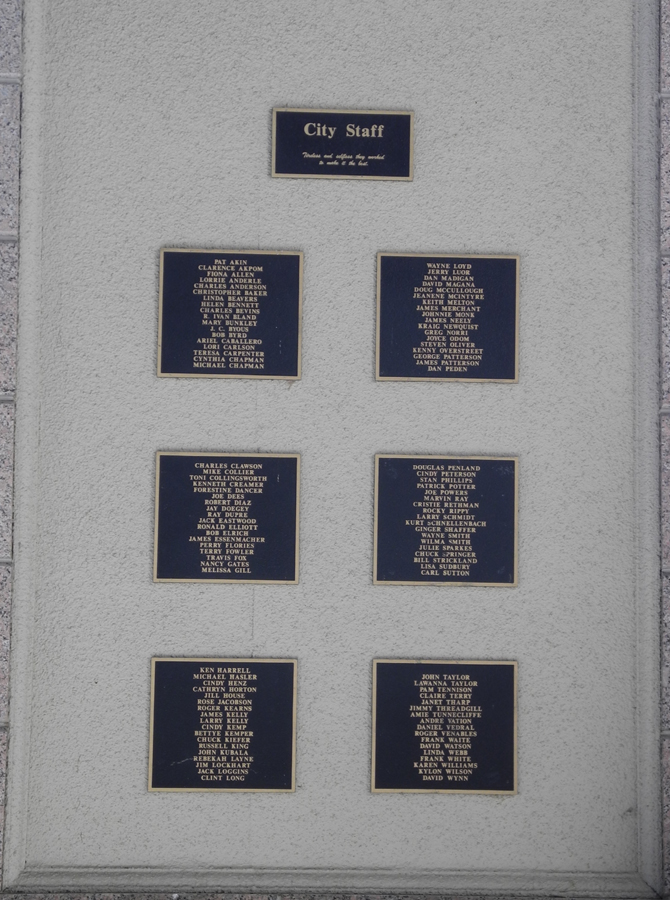 City Staff
Tireless and selfless they worked
to make it the best.
PAT AKIN
CLARENCE AKPOM
FIONA ALLEN
LORRIE ANDERLE
CHARLES ANDERSON
CHRISTOPHER BAKER
LINDA BEAVERS
HELEN BENNETT
CHARLES BEVINS
R. IVAN BLAND
MARY BUNKLEY
J. C. BYOUS
BOB BYRD
ARIEL CABALLERO
LORI CARLSON
TERESA CARPENTER
CYNTHIA CHAPMAN
MICHAEL CHAPMAN
WAYNE LOYD
JERRY LUOR
DAN MADIGAN
DAVID MAGANA
DOUG MCCULLOUGH
JEANENE MCINTYRE
KEITH MELTON
JAMES MERCHANT
JOHNNIE MONK
JAMES NEELY
KRAIG NEWQUIST
GREG NORRI
JOYCE ODOM
STEVEN OLIVER
KENNY OVERSTREET
GEORGE PATTERSON
JAMES PATTERSON
DAN PEDEN
CHARLES CLAWSON
MIKE COLLIER
TONI COLLINGSWORTH
KENNETH CREAMER
FORESTINE DANCER
JOE DEES
ROBERT DIAZ
JAY DOEGEY
RAY DUPRE
JACK EASTWOOD
RONALD ELLIOTT
BOB ELRICH
JAMES ESSENMACHER
PERRY FLORIES
TERRY FOWLER
TRAVIS FOX
NANCY GATES
MELISSA GILL
DOUGLAS PENLAND
CINDY PETERSON
STAN PHILLIPS
PATRICK POTTER
JOE POWERS
MARVIN RAY
CRISTIE RETHMAN
ROCKY RIPPY
LARRY SCHMIDT
KURT SCHNELLENBACH
GINGER SHAFFER
WAYNE SMITH
WILMA SMITH
JULIE SPARKES
CHUCK SPRINGER
BILL STRICKLAND
LISA SUDBURY
CARL SUTTON
KEN HARRELL
MICHAEL HASLER
CINDY HENZ
CATHRYN HORTON
JILL HOUSE
ROSE JACOBSON
ROGER KEARNS
JAMES KELLY
LARRY KELLY
CINDY KEMP
BETTYE KEMPER
CHUCK KIEFER
RUSSELL KING
JOHN KUBALA
REBEKAH LAYNE
JIM LOCKHART
JACK LOGGINS
CLINT LONG
JOHN TAYLOR
LAWANNA TAYLOR
PAM TENNISON
CLAIRE TERRY
JANET THARP
JIMMY THREADGILL
AMIE TUNNECLIFFE
ANDRE VATION
DANIEL VEDRAL
ROGER VENABLES
FRANK WAITE
DAVID WATSON
LINDA WEBB
FRANK WHITE
KAREN WILLIAMS
KYLON WILSON
DAVID WYNN